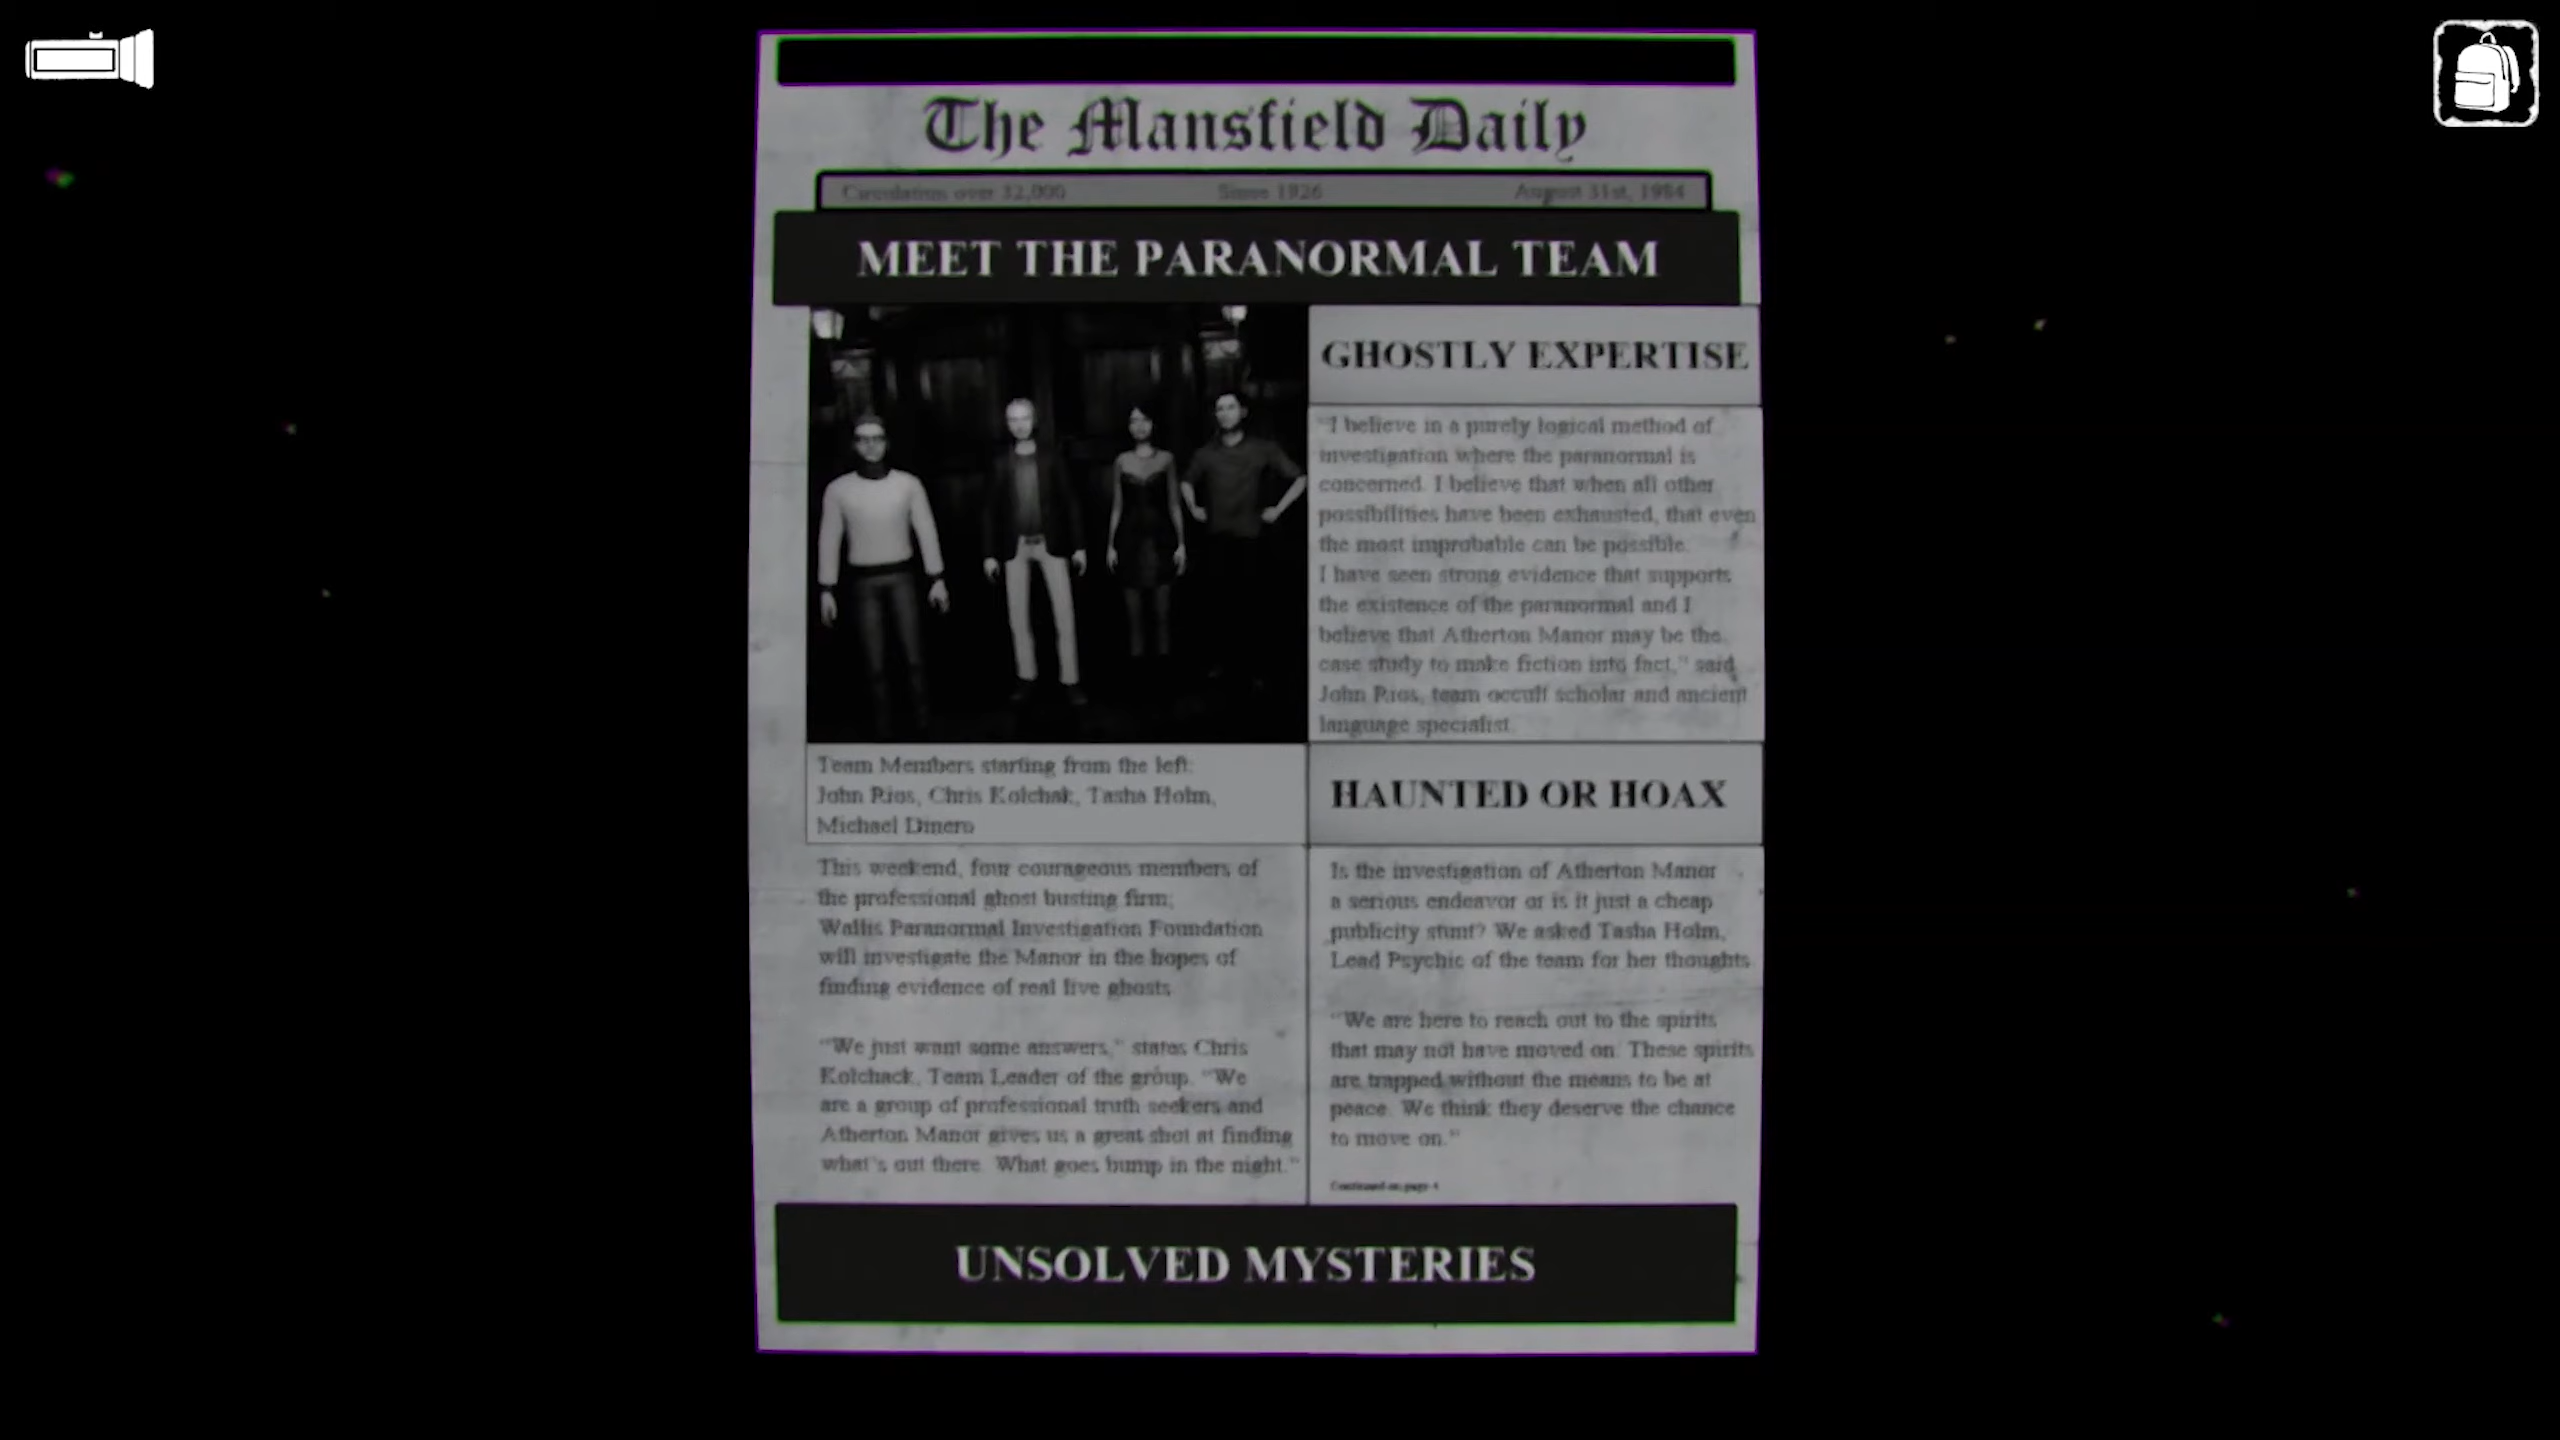 The Mansfield Daily
Circulation over 32,000 Since 1926 August 31st, 1984
MEET THE PARANORMAL TEAM
Team Members starting from the left:
John Rios, Chris Kolchak, Tasha Holm,
Michael Dinero
This weekend, four courageous members of
the professional ghost busting firm;
Wallis Paranormal Investigation Foundation
will investigate the Manor in the hopes of
finding evidence of real live ghosts
"We just want some answers," states Chris
Kolchack, Team Leader of the group. "We
are a group of professional truth seekers and
Atherton Manor gives us a great shot at finding
what's out there. What goes bump in the night."
GHOSTLY EXPERTISE
"I believe in a purely logical method of
investigation where the paranormal is
concerned. I believe that when all other
possibilities have been exhausted, that even
the most improbable can be possible.
I have seen strong evidence that supports
the existence of the paranormal and I
believe that Atherton Manor may be the
case study to make fiction into fact," said
John Rios, team occult scholar and ancient
language specialist.
HAUNTED OR HOAX
Is the investigation of Atherton Manor
a serious endeavor or is it just a cheap
publicity stunt? We asked Tasha Holm,
Lead Psychic of the team for her thoughts
"We are here to reach out to the spirits
that may not have moved on. These spirits
are trapped without the means to be at
peace. We think they deserve the chance
to move on."
Continued on page 4
UNSOLVED MYSTERIES